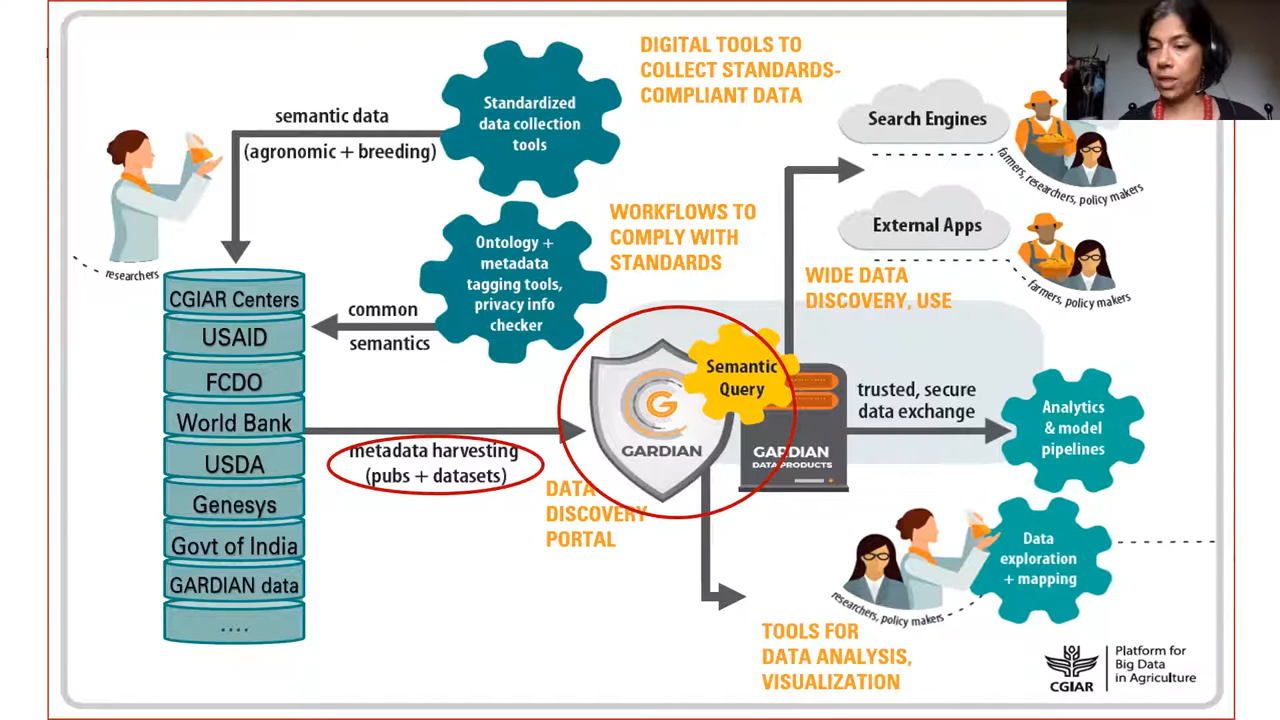 DIGITAL TOOLS TO
COLLECT STANDARDS-
COMPLIANT DATA
Standardized
data collection
tools
semantic data
(agronomic + breeding)
researchers
Search Engines
farmers, researchers, policy makers
WORKFLOWS TO
COMPLY WITH
STANDARDS
Ontology +
metadata
tagging tools,
privacy info
checker
External Apps
farmers, policy makers
WIDE DATA
DISCOVERY, USE
common
semantics
CGIAR Centers
USAID
FCDO
World Bank
USDA
Genesys
Govt of India
GARDIAN data
....
metadata harvesting
(pubs + datasets)
G
GARDIAN
Semantic
Query
GARDIAN
DATA PRODUCTS
trusted, secure
data exchange
Analytics
& model
pipelines
DATA
DISCOVERY
PORTAL
Data
exploration
+ mapping
researchers, policy makers
TOOLS FOR
DATA ANALYSIS,
VISUALIZATION
CGIAR
Platform for
Big Data
in Agriculture